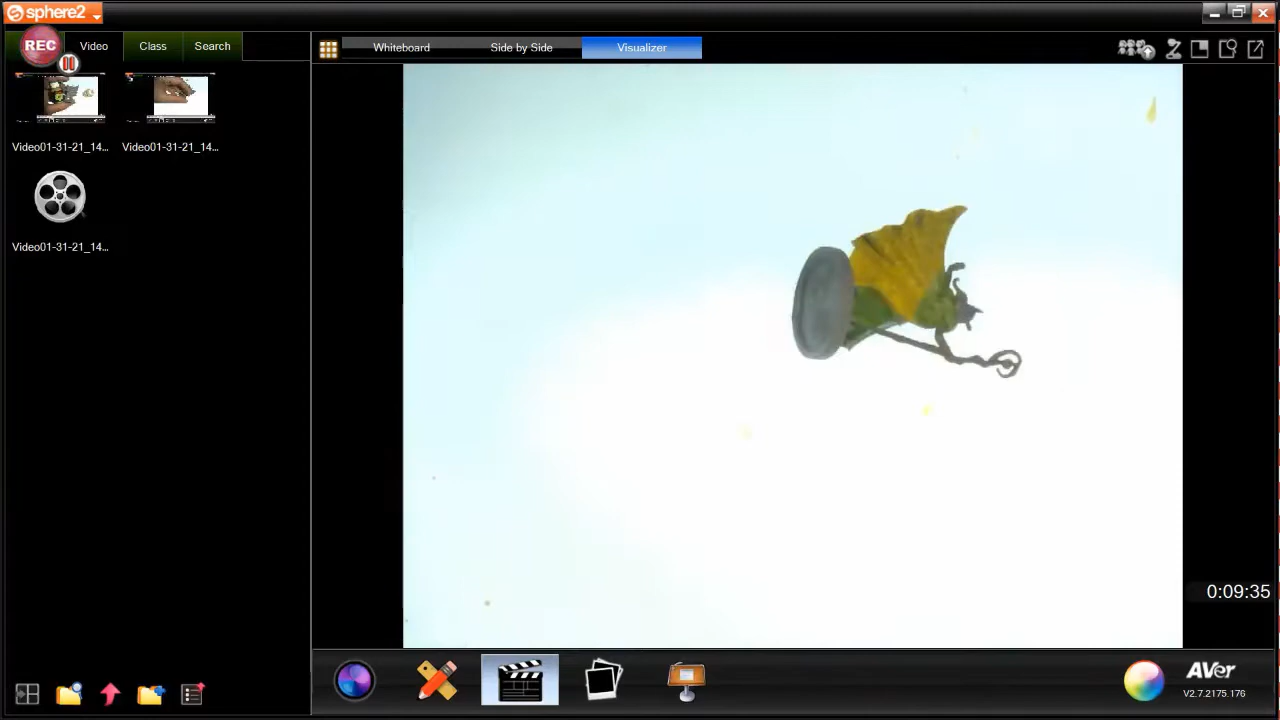 sphere2
REC
Video
Class
Search
Whiteboard
Side by Side
Visualizer
Video01-31-21_14...
Video01-31-21_14...
Video01-31-21_14...
0:09:35
AVer
V2.7.2175.176